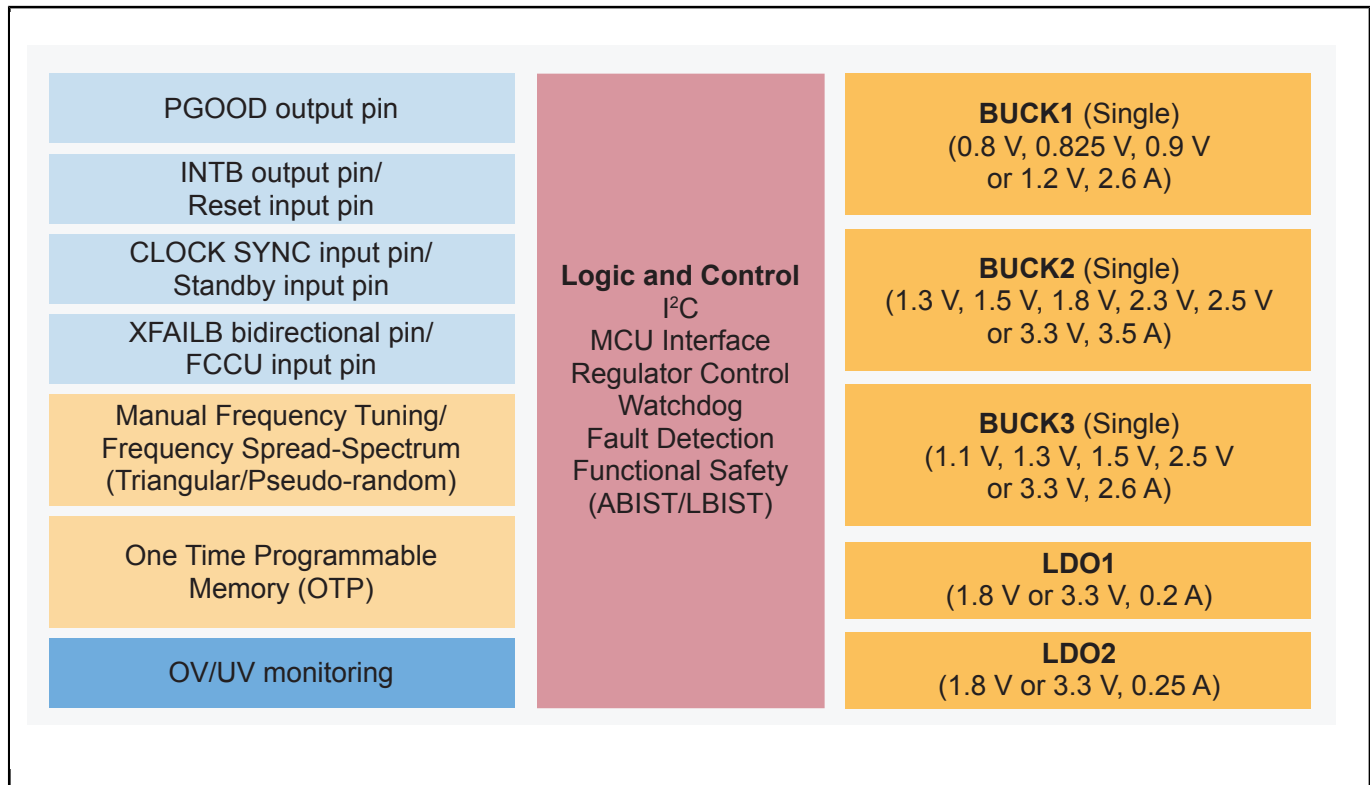 PGOOD output pin
INTB output pin/
Reset input pin
CLOCK SYNC input pin/
Standby input pin
XFAILB bidirectional pin/
FCCU input pin
Manual Frequency Tuning/
Frequency Spread-Spectrum
(Triangular/Pseudo-random)
One Time Programmable
Memory (OTP)
OV/UV monitoring
Logic and Control
I²C
MCU Interface
Regulator Control
Watchdog
Fault Detection
Functional Safety
(ABIST/LBIST)
BUCK1 (Single)
(0.8 V, 0.825 V, 0.9 V
or 1.2 V, 2.6 A)
BUCK2 (Single)
(1.3 V, 1.5 V, 1.8 V, 2.3 V, 2.5 V
or 3.3 V, 3.5 A)
BUCK3 (Single)
(1.1 V, 1.3 V, 1.5 V, 2.5 V
or 3.3 V, 2.6 A)
LDO1
(1.8 V or 3.3 V, 0.2 A)
LDO2
(1.8 V or 3.3 V, 0.25 A)